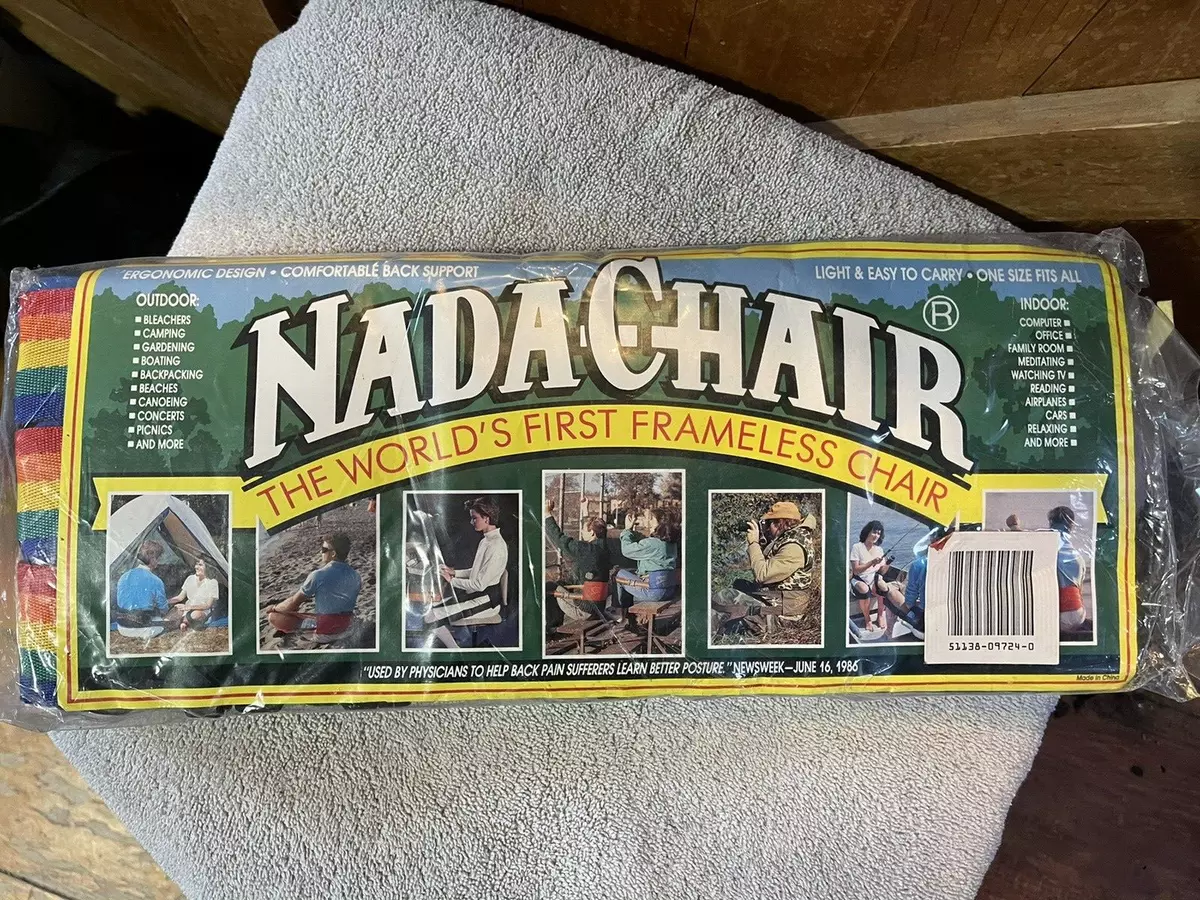 ERGONOMIC DESIGN • COMFORTABLE BACK SUPPORT
LIGHT & EASY TO CARRY • ONE SIZE FITS ALL
OUTDOOR:
■ BLEACHERS
■ CAMPING
■ GARDENING
■ BOATING
■ BACKPACKING
■ BEACHES
■ CANOEING
■ CONCERTS
■ PICNICS
■ AND MORE
NADA-CHAIR®
INDOOR:
COMPUTER ■
OFFICE ■
FAMILY ROOM ■
MEDITATING ■
WATCHING TV ■
READING ■
AIRPLANES ■
CARS ■
RELAXING ■
AND MORE ■
THE WORLD'S FIRST FRAMELESS CHAIR
51138-09724-0
"USED BY PHYSICIANS TO HELP BACK PAIN SUFFERERS LEARN BETTER POSTURE." NEWSWEEK—JUNE 16, 1986
Made in China